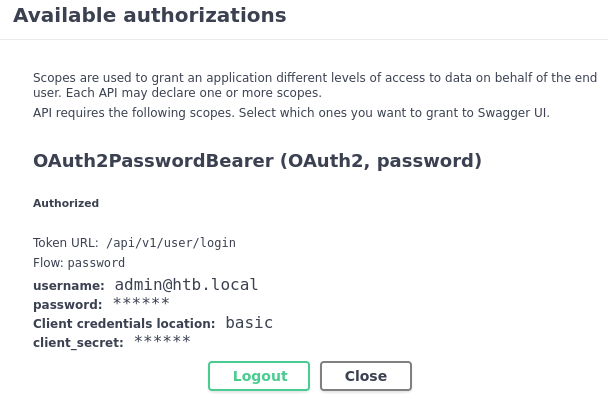 Available authorizations
Scopes are used to grant an application different levels of access to data on behalf of the end
user. Each API may declare one or more scopes.
API requires the following scopes. Select which ones you want to grant to Swagger UI.
OAuth2PasswordBearer (OAuth2, password)
Authorized
Token URL: /api/v1/user/login
Flow: password
username: admin@htb.local
password: ******
Client credentials location: basic
client_secret: ******
Logout Close